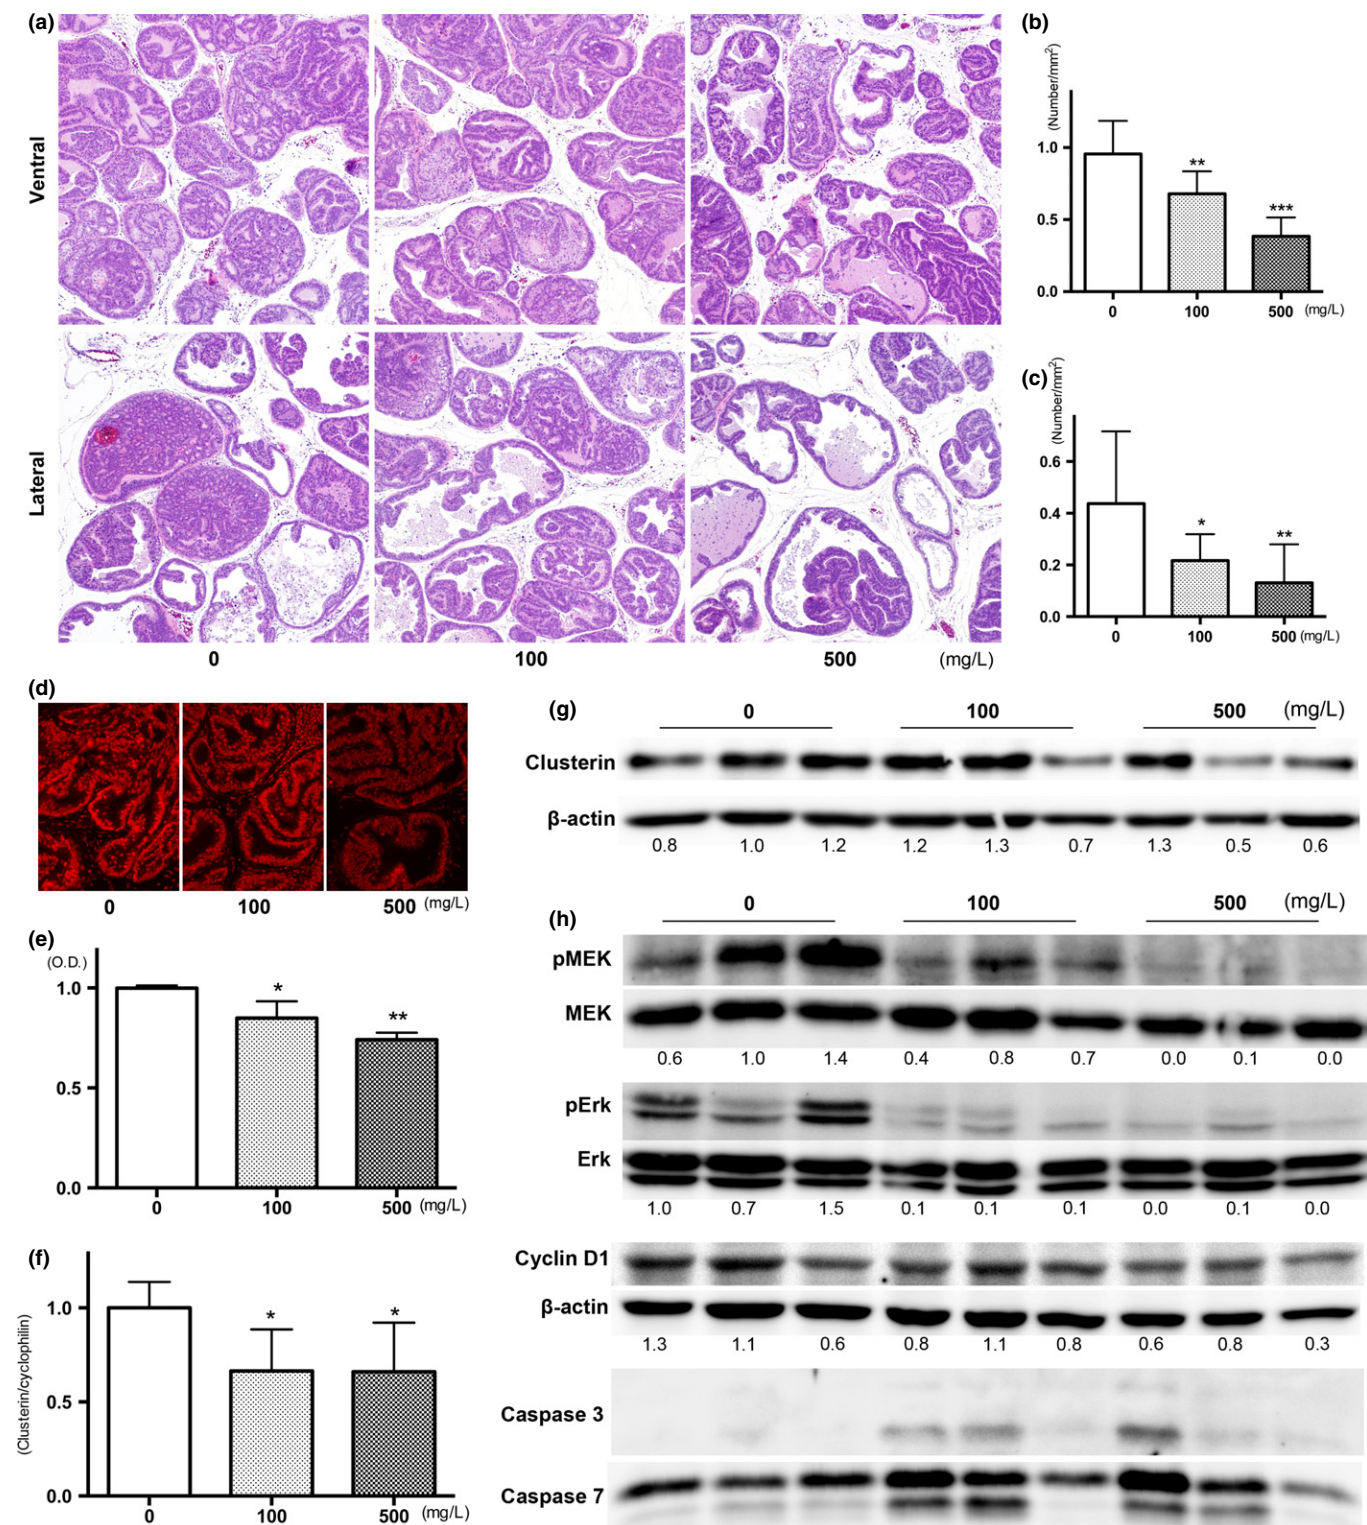 (a)
Ventral
Lateral
0 100 500 (mg/L)
(b)
(Number/mm²)
1.0
0.5
0.0
**
***
0 100 500 (mg/L)
(c)
(Number/mm²)
0.6
0.4
0.2
0.0
*
**
0 100 500 (mg/L)
(d)
0 100 500 (mg/L)
(e)
(O.D.)
1.0
0.5
0.0
*
**
0 100 500 (mg/L)
(f)
(Clusterin/cyclophilin)
1.0
0.5
0.0
*
*
0 100 500 (mg/L)
(g)
0 100 500 (mg/L)
Clusterin
β-actin
0.8 1.0 1.2 1.2 1.3 0.7 1.3 0.5 0.6
(h)
0 100 500 (mg/L)
pMEK
MEK
0.6 1.0 1.4 0.4 0.8 0.7 0.0 0.1 0.0
pErk
Erk
1.0 0.7 1.5 0.1 0.1 0.1 0.0 0.1 0.0
Cyclin D1
β-actin
1.3 1.1 0.6 0.8 1.1 0.8 0.6 0.8 0.3
Caspase 3
Caspase 7